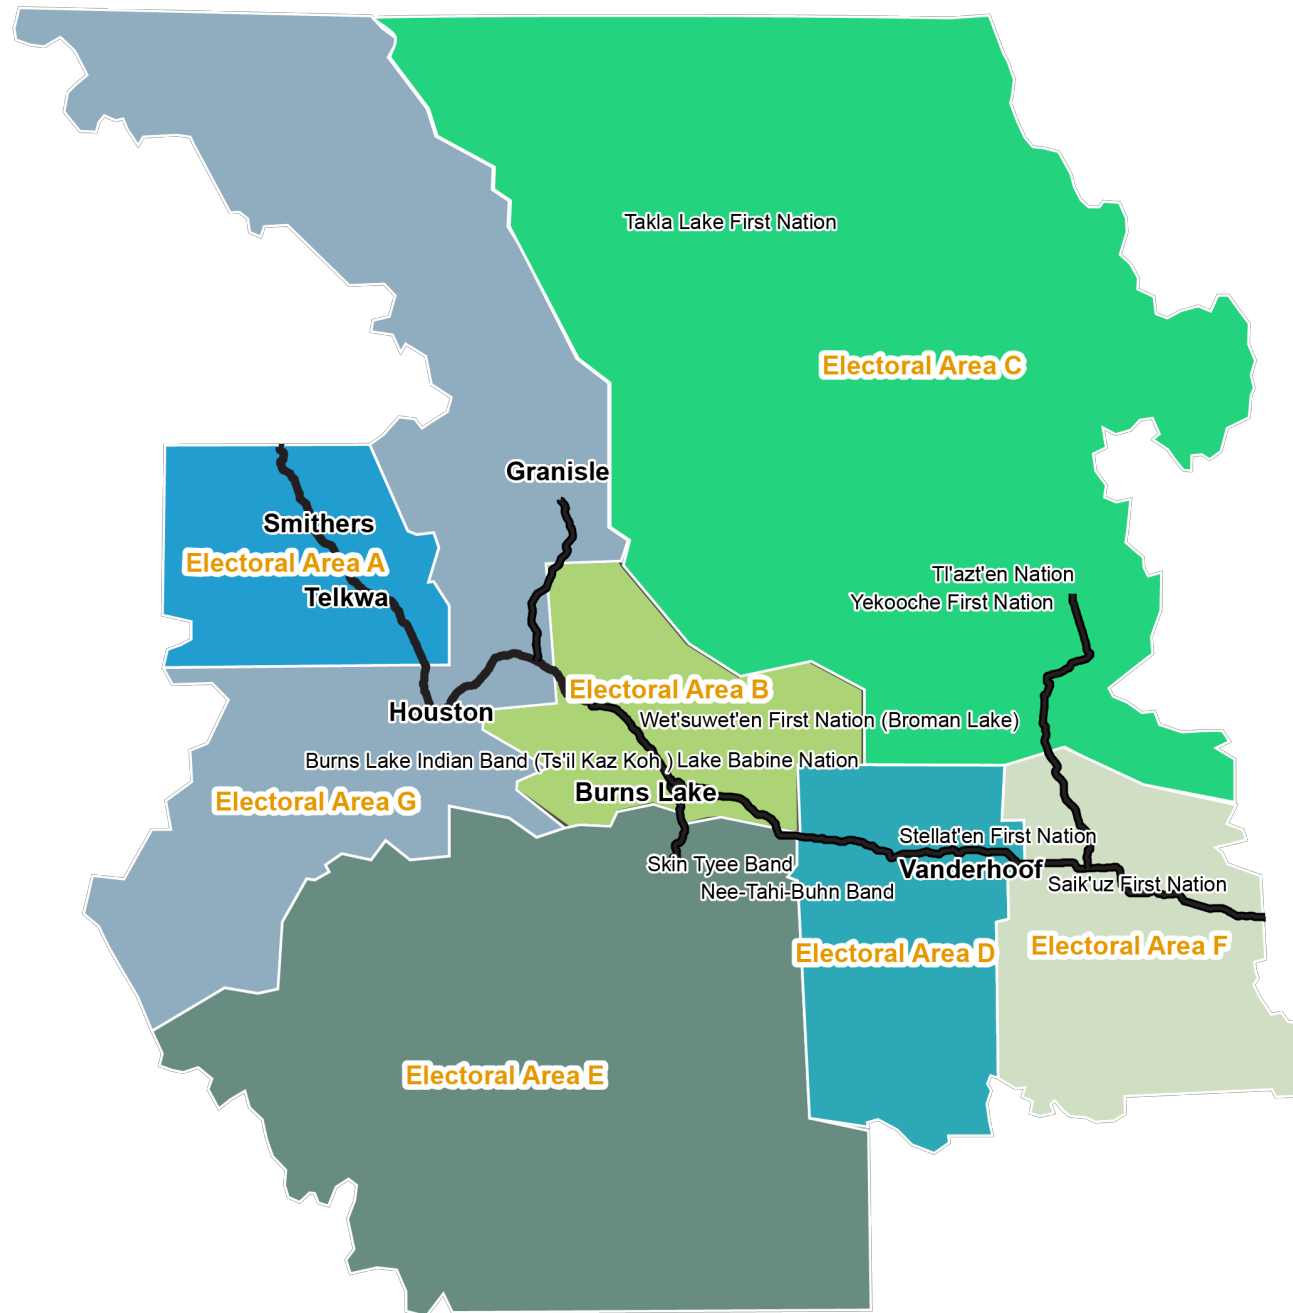 Takla Lake First Nation
Electoral Area C
Granisle
Smithers
Electoral Area A
Telkwa
Tl'azt'en Nation
Yekooche First Nation
Electoral Area B
Houston
Wet'suwet'en First Nation (Broman Lake)
Burns Lake Indian Band (Ts'il Kaz Koh ) Lake Babine Nation
Electoral Area G
Burns Lake
Stellat'en First Nation
Skin Tyee Band
Vanderhoof
Nee-Tahi-Buhn Band
Saik'uz First Nation
Electoral Area D
Electoral Area F
Electoral Area E